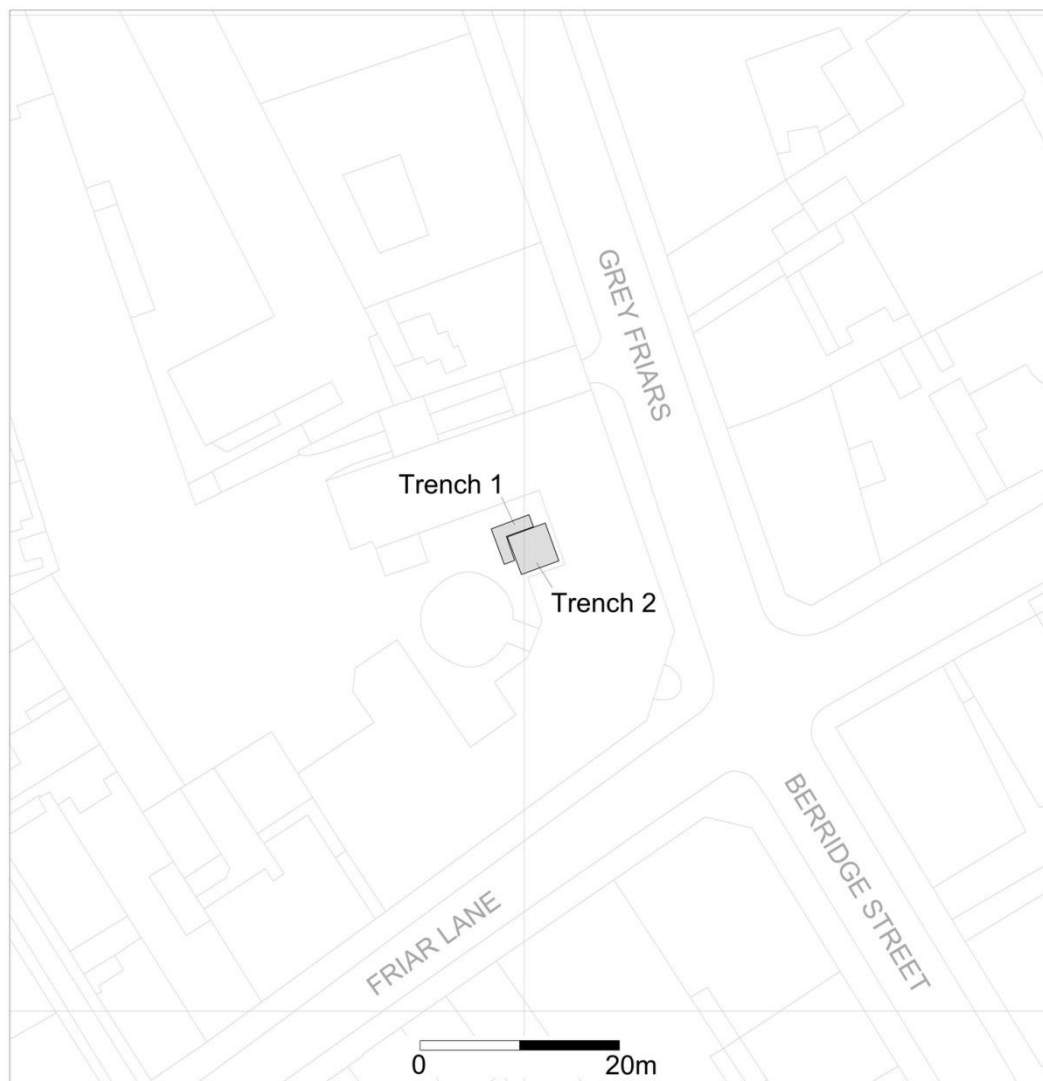 GREY FRIARS
Trench 1
Trench 2
BERRIDGE STREET
FRIAR LANE
0 20m